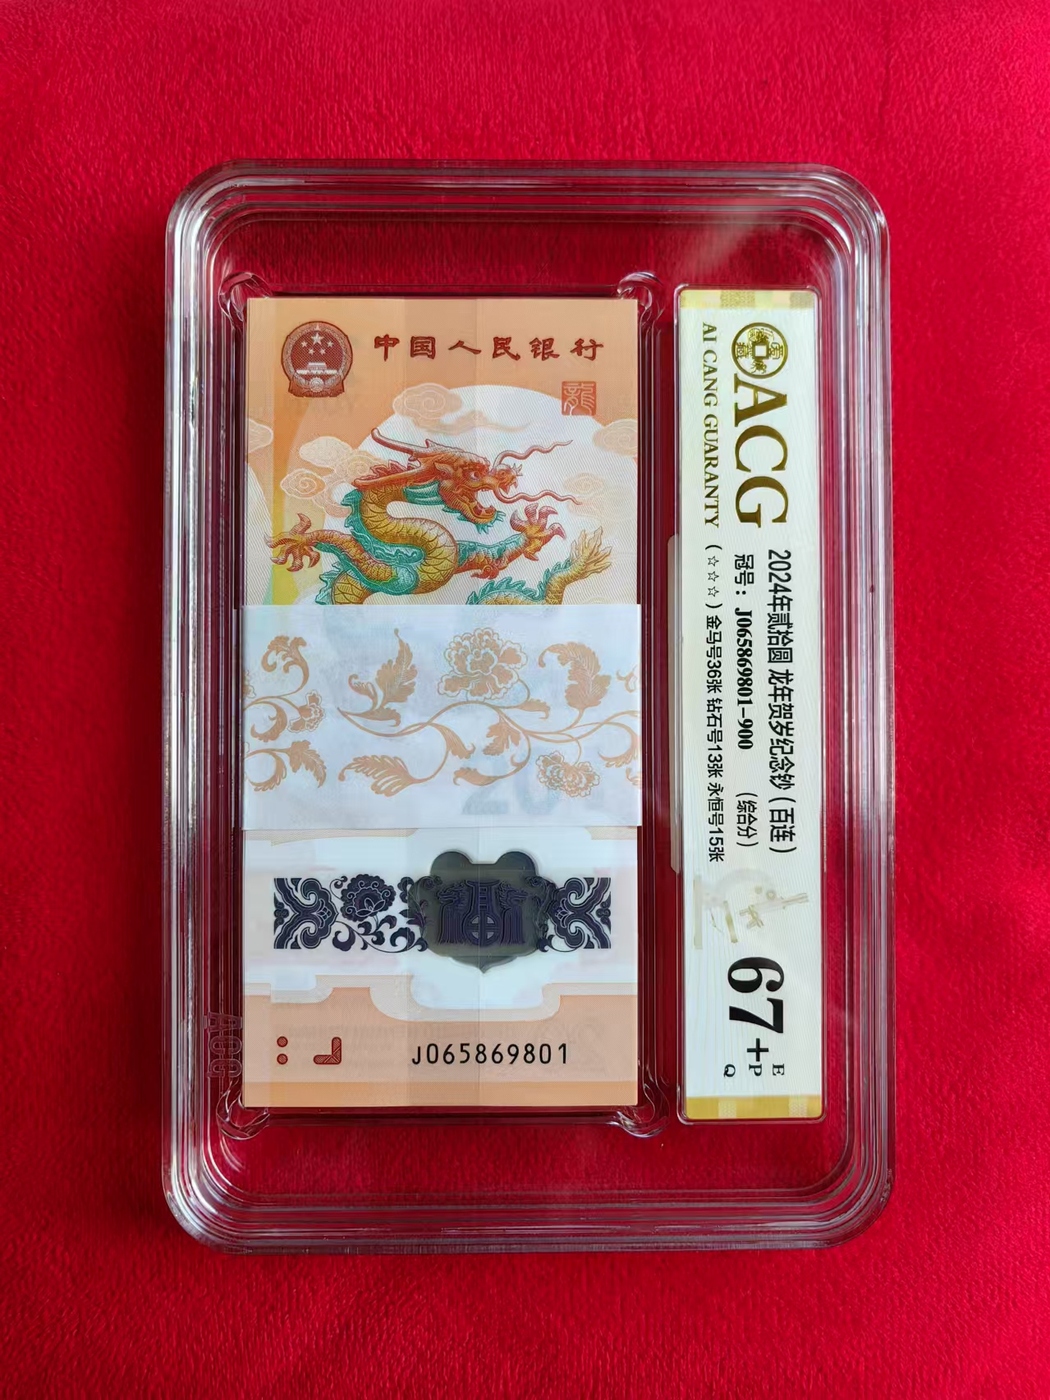 中国人民银行
龍
J065869801
ACG
AI CANG GUARANTY
2024年贰拾圆 龙年贺岁纪念钞（百连）
冠号：J065869801-900 （综合分）
（☆☆☆）金马号36张 钻石号13张 永恒号15张
67+
E
P
Q
ACG